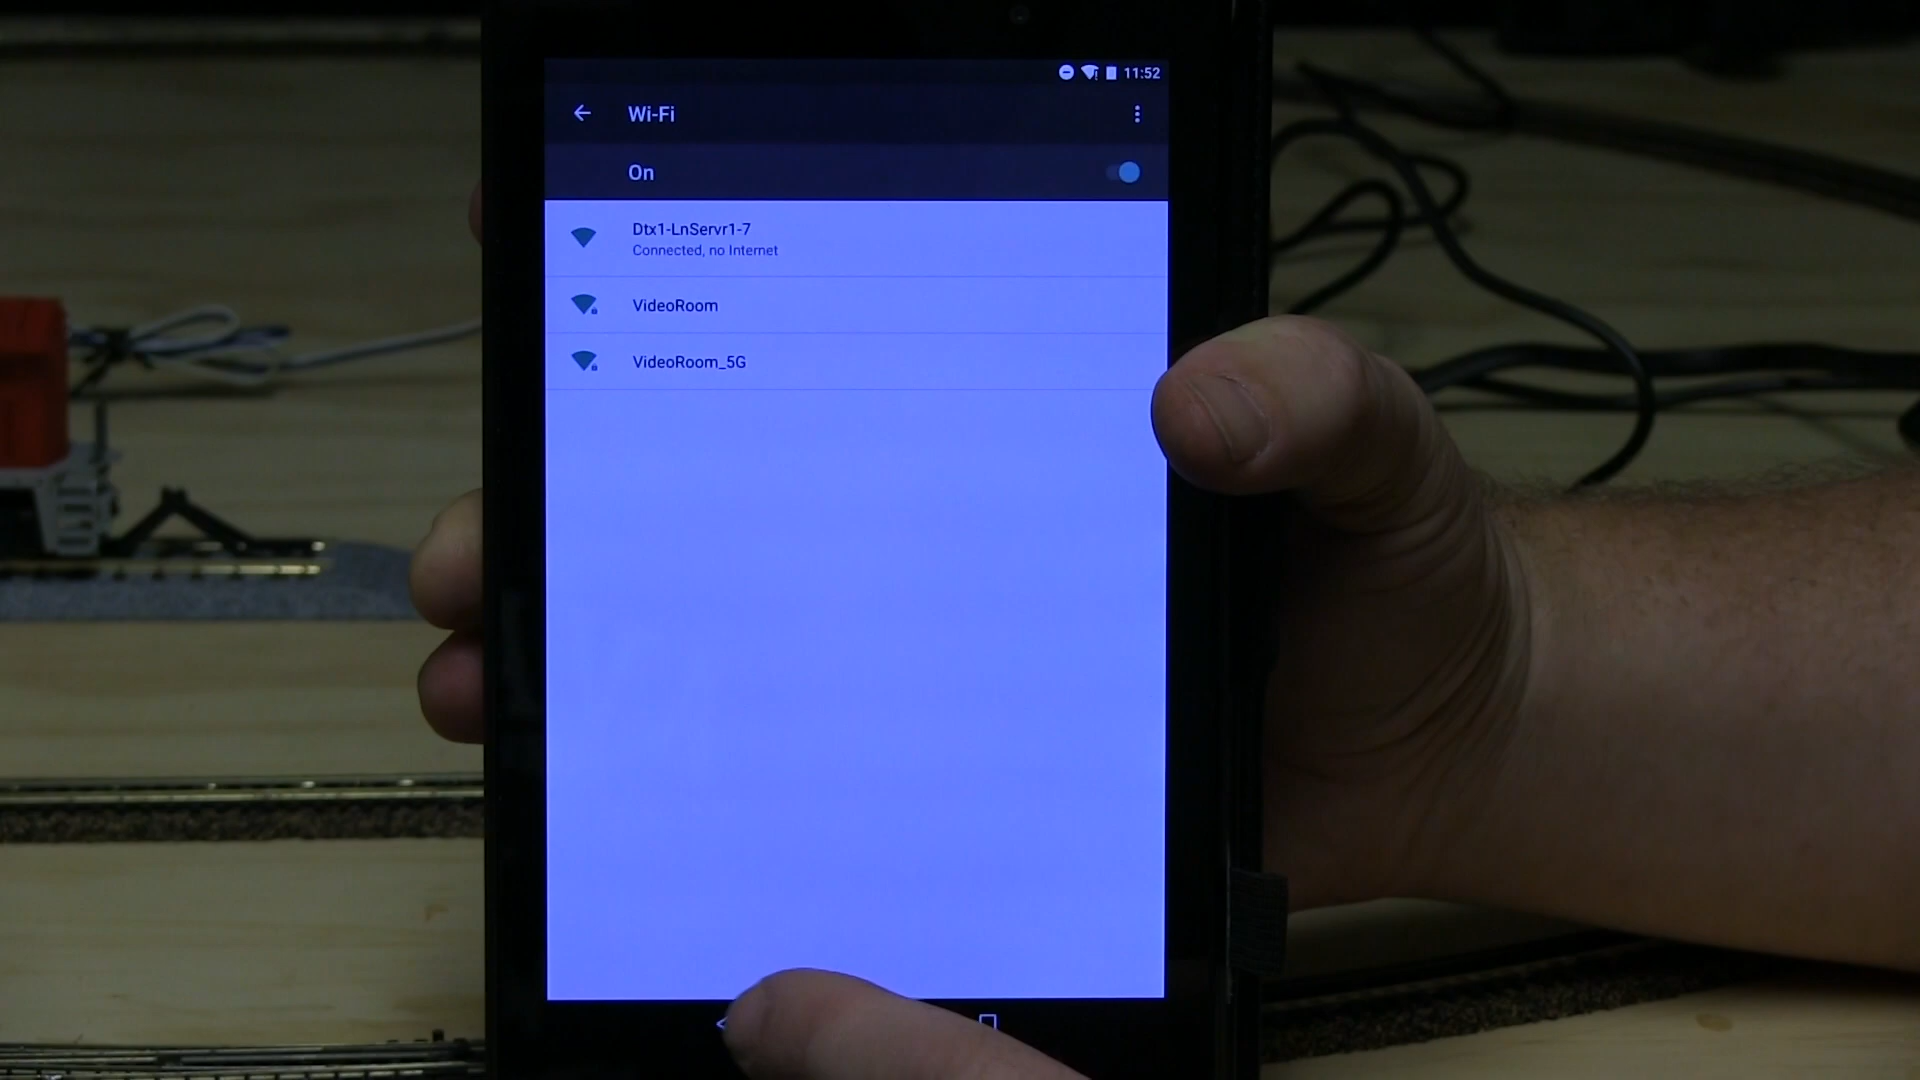 11:52
Wi-Fi
On
Dtx1-LnServr1-7
Connected, no Internet
VideoRoom
VideoRoom_5G